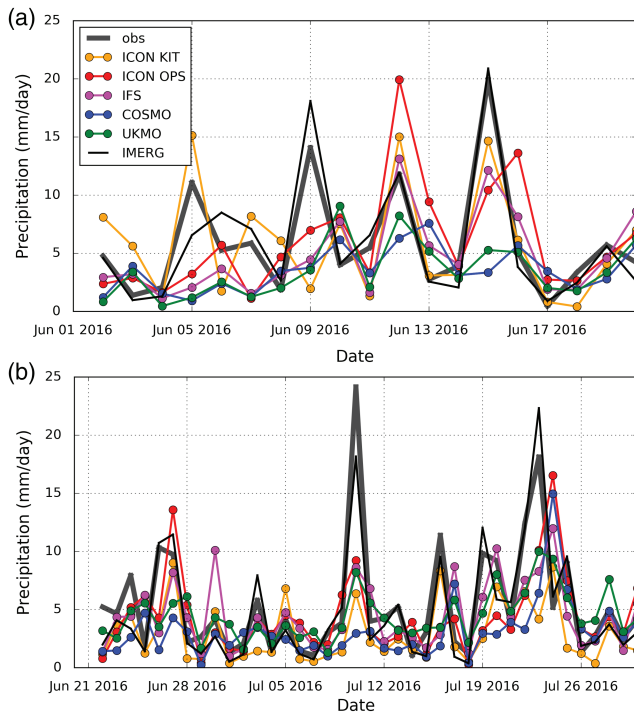 (a)
25
20
15
10
5
0
Precipitation (mm/day)
obs
ICON KIT
ICON OPS
IFS
COSMO
UKMO
IMERG
Jun 01 2016 Jun 05 2016 Jun 09 2016 Jun 13 2016 Jun 17 2016
Date
(b)
25
20
15
10
5
0
Precipitation (mm/day)
Jun 21 2016 Jun 28 2016 Jul 05 2016 Jul 12 2016 Jul 19 2016 Jul 26 2016
Date